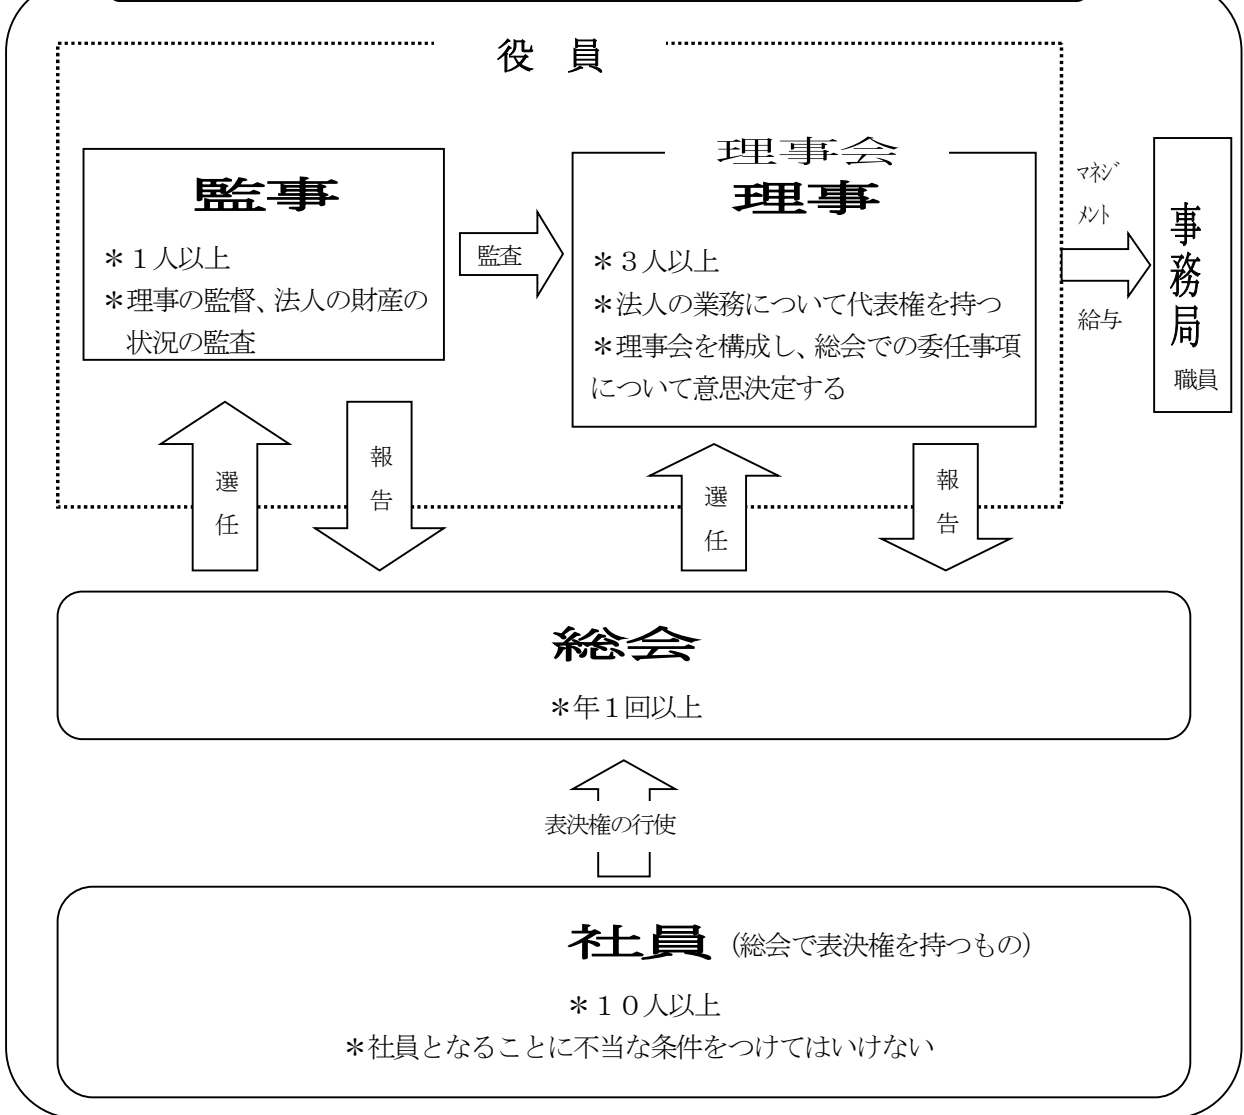 役 員
監事
＊１人以上
＊理事の監督、法人の財産の
状況の監査
監査
理事会
理事
＊３人以上
＊法人の業務について代表権を持つ
＊理事会を構成し、総会での委任事項
について意思決定する
ﾏﾈｼﾞ
ﾒﾝﾄ
給与
事務局
職員
選任
報告
選任
報告
総会
＊年１回以上
表決権の行使
社員 (総会で表決権を持つもの)
＊１０人以上
＊社員となることに不当な条件をつけてはいけない